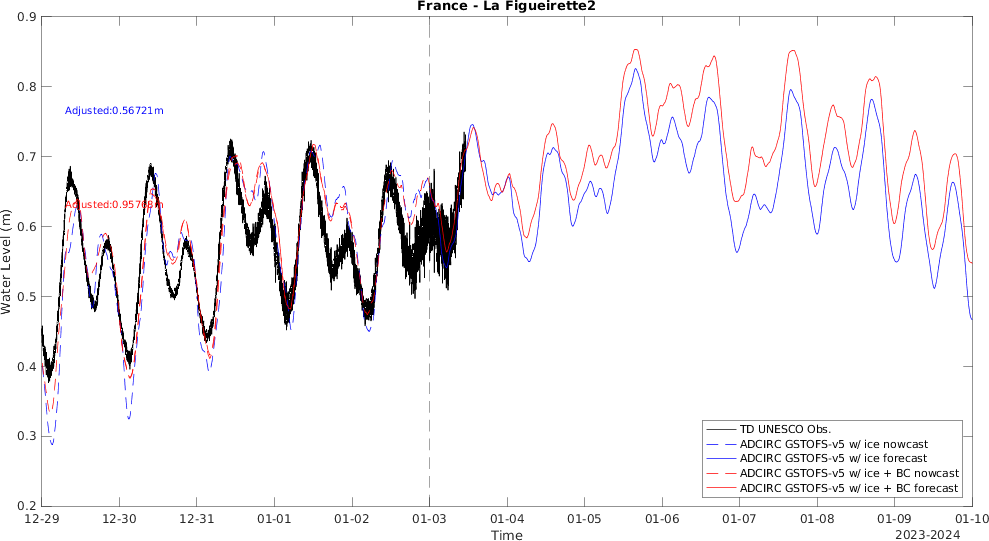 France - La Figueirette2
0.9
0.8
0.7
0.6
0.5
0.4
0.3
0.2
Water Level (m)
Adjusted:0.56721m
TD UNESCO Obs.
ADCIRC GSTOFS-v5 w/ ice nowcast
ADCIRC GSTOFS-v5 w/ ice forecast
ADCIRC GSTOFS-v5 w/ ice + BC nowcast
ADCIRC GSTOFS-v5 w/ ice + BC forecast
12-29 12-30 12-31 01-01 01-02 01-03 01-04 01-05 01-06 01-07 01-08 01-09 01-10
Time
2023-2024